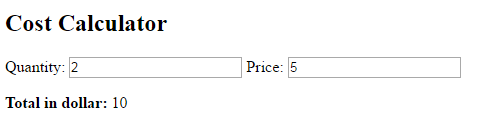 Cost Calculator
Quantity: 2 Price: 5
Total in dollar: 10